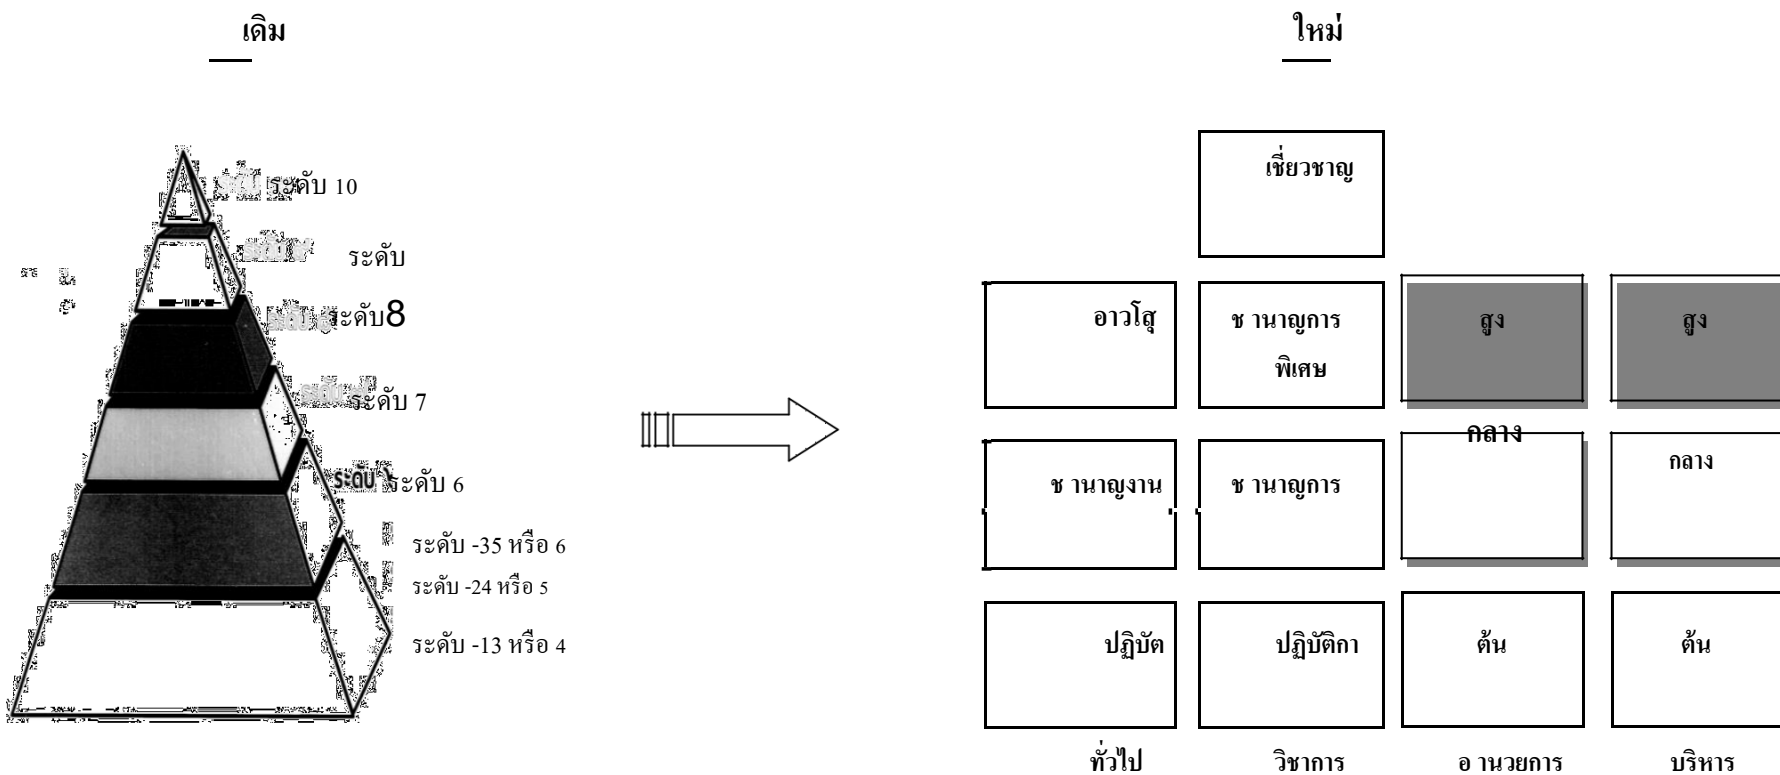 เดิม
ใหม่
ระดับ 10
ระดับ
ระดับ8
ระดับ 7
ระดับ ระดับ 6
ระดับ -35 หรือ 6
ระดับ -24 หรือ 5
ระดับ -13 หรือ 4
เชี่ยวชาญ
อาวโสุ
ช านาญการ
พิเศษ
สูง
สูง
ช านาญงาน
ช านาญการ
กลาง
กลาง
ปฏิบัต
ปฏิบัติกา
ต้น
ต้น
ทั่วไป
วิชาการ
อ านวยการ
บริหาร